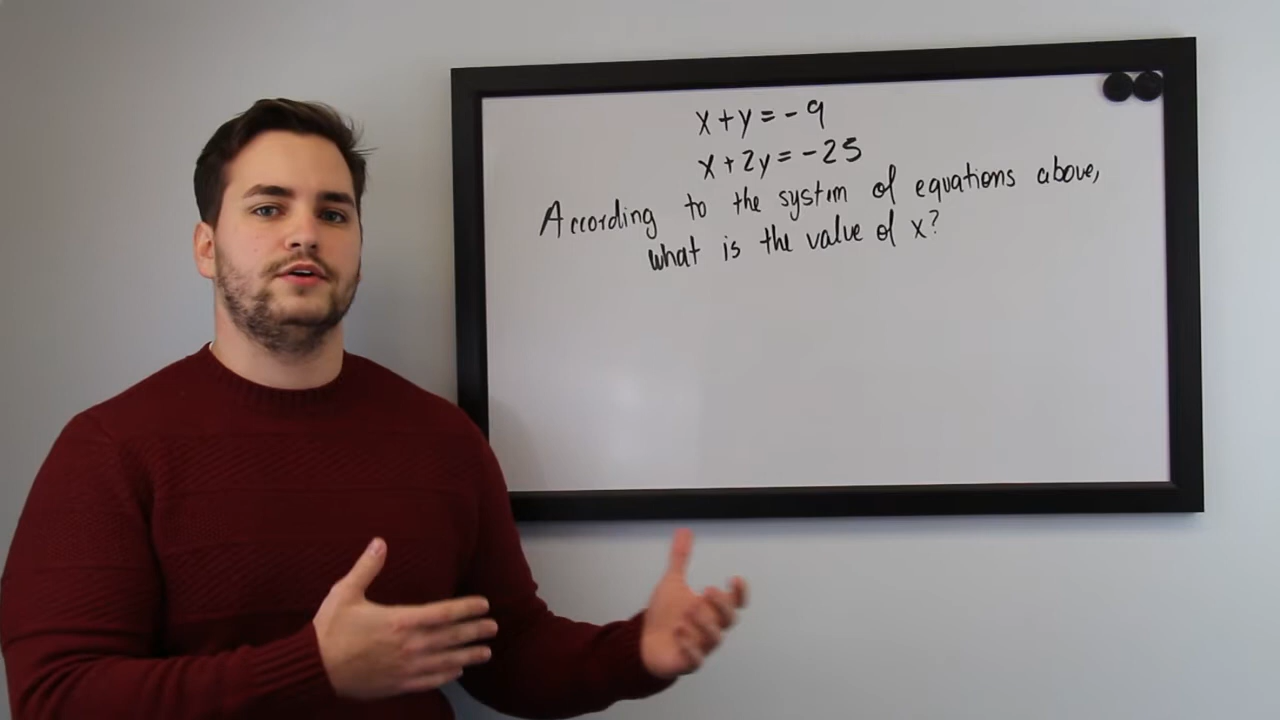 x+y=-9
x+2y=-25
According to the system of equations above,
what is the value of x?